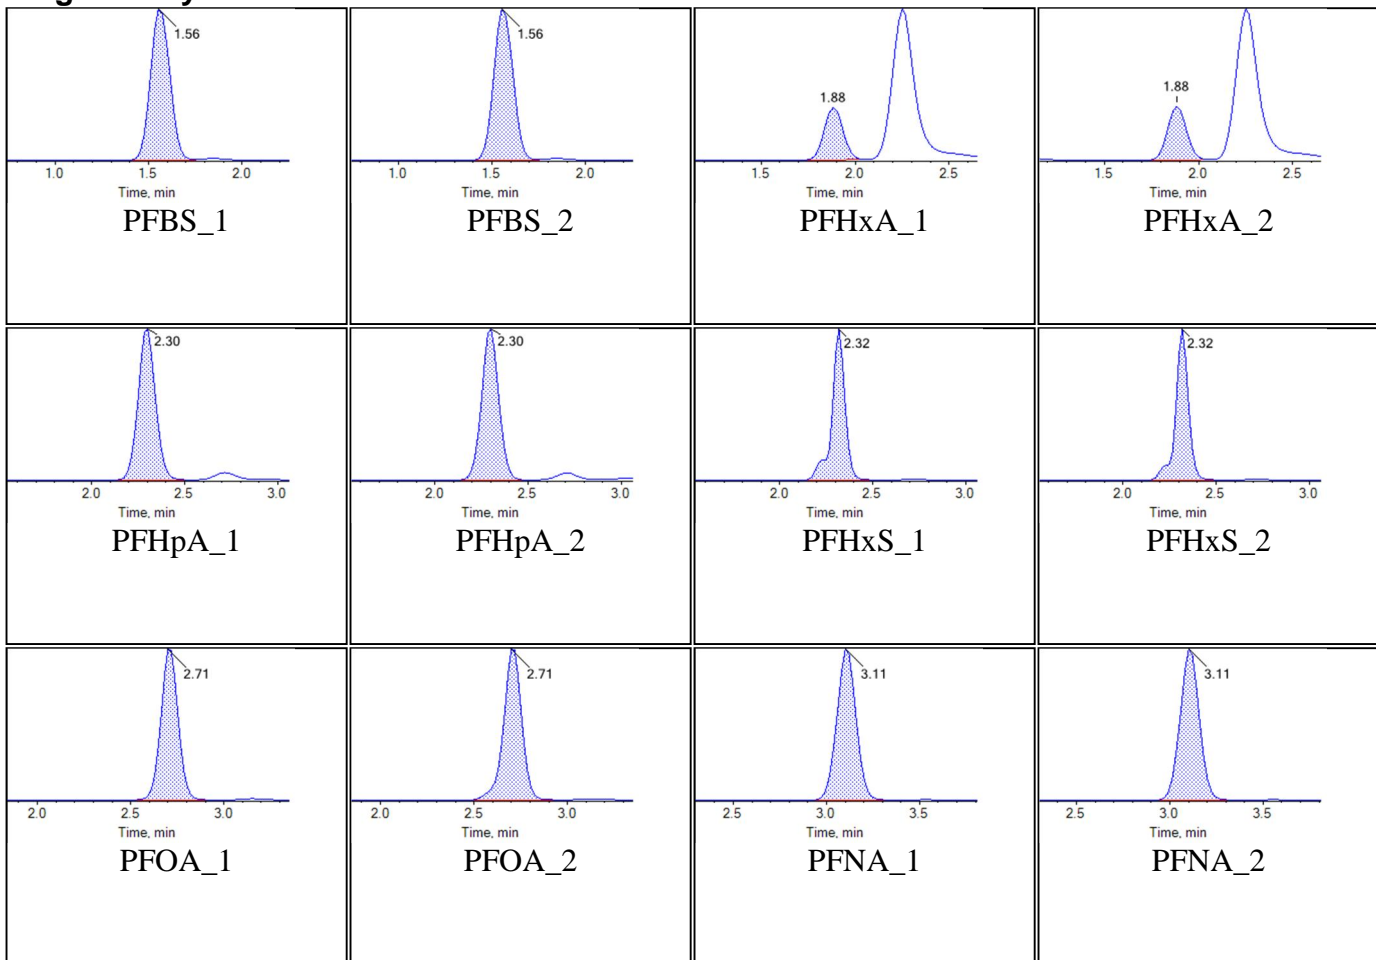 1.56
1.0 1.5 2.0
Time, min
PFBS_1
1.56
1.0 1.5 2.0
Time, min
PFBS_2
1.88
1.5 2.0 2.5
Time, min
PFHxA_1
1.88
1.5 2.0 2.5
Time, min
PFHxA_2
2.30
2.0 2.5 3.0
Time, min
PFHpA_1
2.30
2.0 2.5 3.0
Time, min
PFHpA_2
2.32
2.0 2.5 3.0
Time, min
PFHxS_1
2.32
2.0 2.5 3.0
Time, min
PFHxS_2
2.71
2.0 2.5 3.0
Time, min
PFOA_1
2.71
2.0 2.5 3.0
Time, min
PFOA_2
3.11
2.5 3.0 3.5
Time, min
PFNA_1
3.11
2.5 3.0 3.5
Time, min
PFNA_2